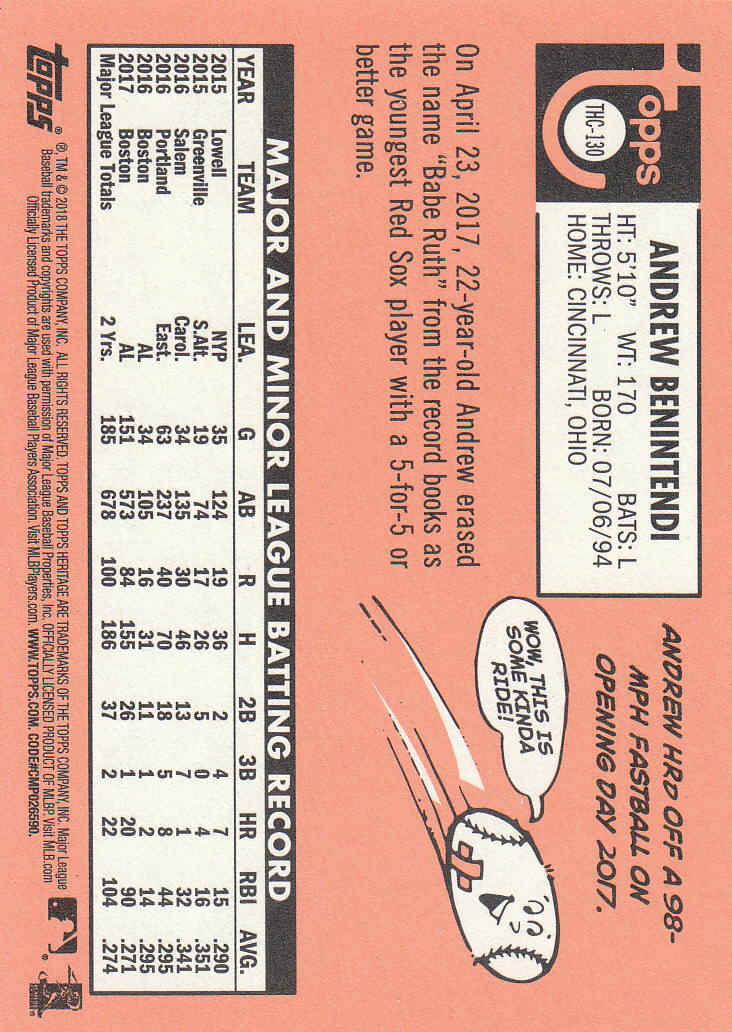 Topps
THC-130
ANDREW BENINTENDI
HT: 5'10" WT: 170 BATS: L
THROWS: L BORN: 07/06/94
HOME: CINCINNATI, OHIO
ANDREW HRD OFF A 98-
MPH FASTBALL ON
OPENING DAY 2017.
WOW, THIS IS
SOME KINDA
RIDE!
On April 23, 2017, 22-year-old Andrew erased
the name "Babe Ruth" from the record books as
the youngest Red Sox player with a 5-for-5 or
better game.
MAJOR AND MINOR LEAGUE BATTING RECORD
YEAR TEAM LEA. G AB R H 2B 3B HR RBI AVG.
2015 Lowell NYP 35 124 19 36 2 4 7 15 .290
2015 Greenville S.Alt. 19 74 17 26 5 0 4 16 .351
2016 Salem Carol. 34 135 30 46 13 7 1 32 .341
2016 Portland East. 63 237 40 70 18 5 8 44 .295
2016 Boston AL 34 105 16 31 11 1 2 14 .295
2017 Boston AL 151 573 84 155 26 1 20 90 .271
Major League Totals 2 Yrs. 185 678 100 186 37 2 22 104 .274
topps® ®, TM & © 2018 THE TOPPS COMPANY, INC. ALL RIGHTS RESERVED. TOPPS AND TOPPS HERITAGE ARE TRADEMARKS OF THE TOPPS COMPANY, INC. Major League
Baseball trademarks and copyrights are used with permission of Major League Baseball Properties, Inc. OFFICIALLY LICENSED PRODUCT OF MLBP. Visit MLB.com
Officially Licensed Product of Major League Baseball Players Association. Visit MLBPlayers.com. WWW.TOPPS.COM. CODE#CMP026590.